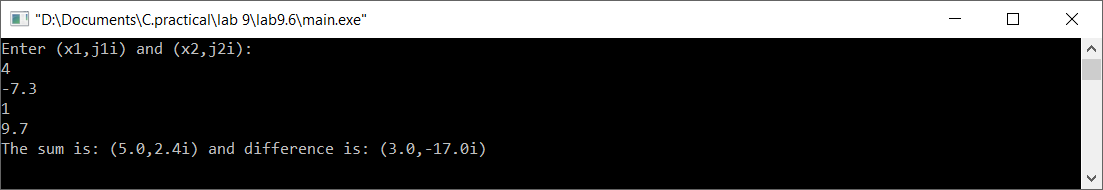 "D:\Documents\C.practical\lab 9\lab9.6\main.exe"
Enter (x1,j1i) and (x2,j2i):
4
-7.3
1
9.7
The sum is: (5.0,2.4i) and difference is: (3.0,-17.0i)